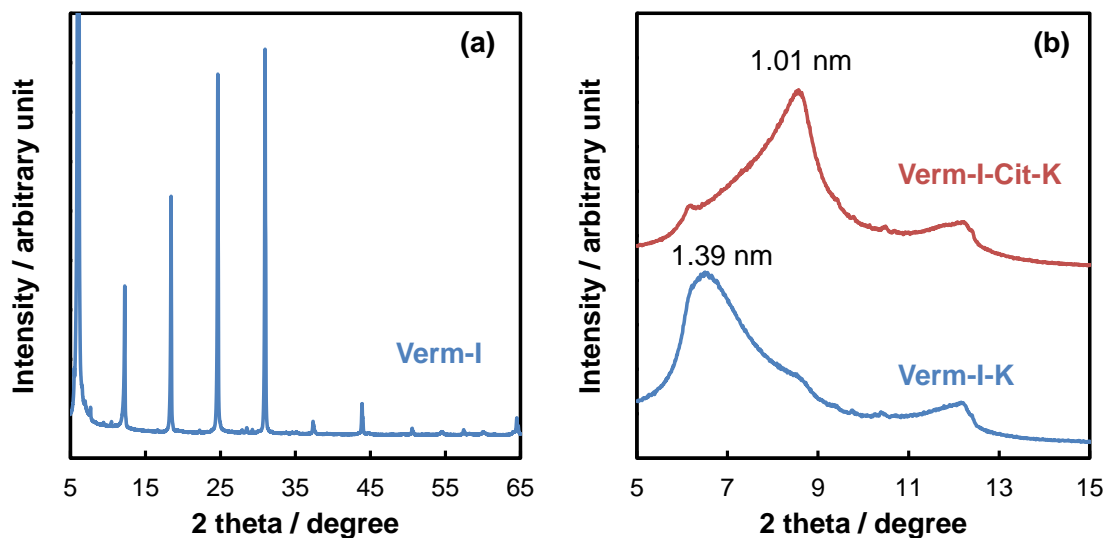 Intensity / arbitrary unit
(a)
Verm-I
5 15 25 35 45 55 65
2 theta / degree
Intensity / arbitrary unit
(b)
1.01 nm
Verm-I-Cit-K
1.39 nm
Verm-I-K
5 7 9 11 13 15
2 theta / degree